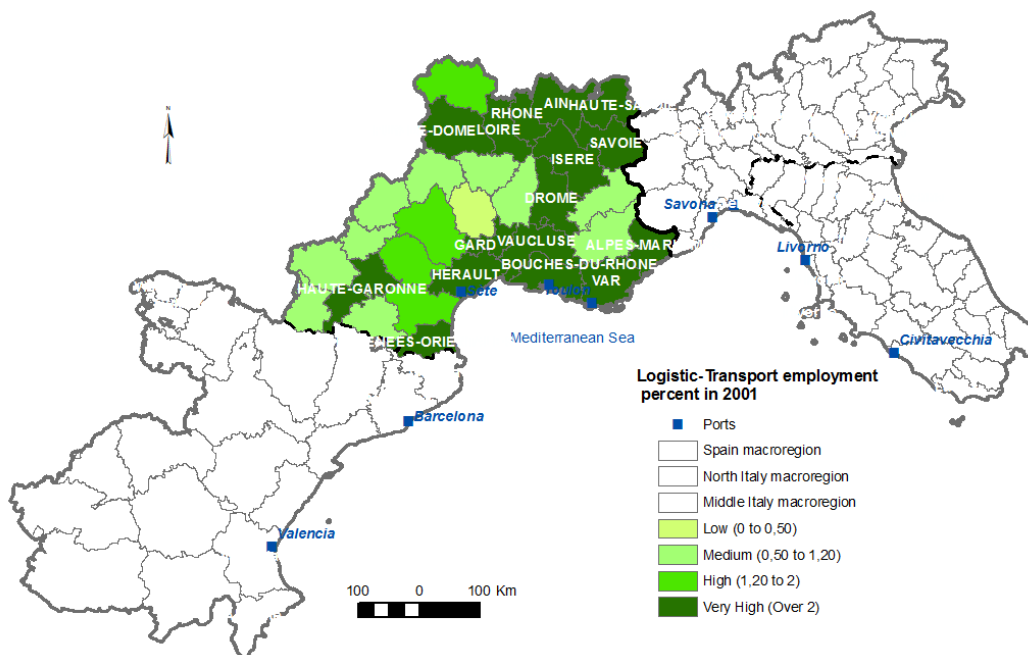 N
RHONE
AIN
HAUTE-SA
E-DOME
LOIRE
SAVOIE
ISERE
DROME
Savona
GARD
VAUCLUSE
ALPES-MAR
Livorno
HERAULT
BOUCHES-DU-RHONE
HAUTE-GARONNE
VAR
Sete
Toulon
Mediterranean Sea
ENEES-ORIE
Civitavecchia
Barcelona
Valencia
Logistic-Transport employment
percent in 2001
Ports
Spain macroregion
North Italy macroregion
Middle Italy macroregion
Low (0 to 0,50)
Medium (0,50 to 1,20)
High (1,20 to 2)
Very High (Over 2)
100 50 0 100 Km